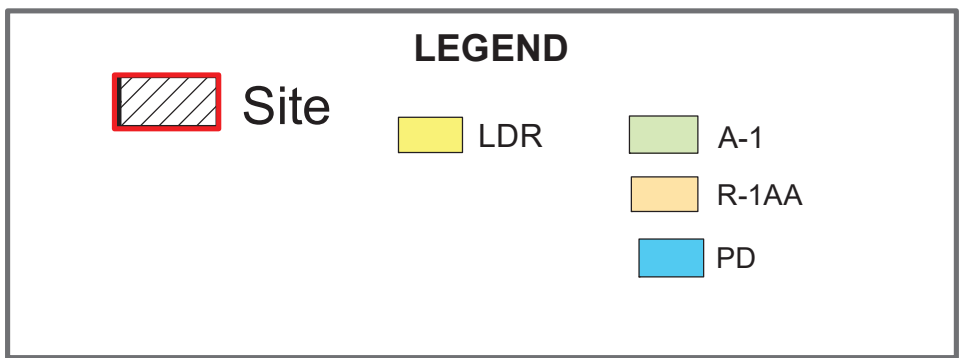 LEGEND
Site
LDR
A-1
R-1AA
PD